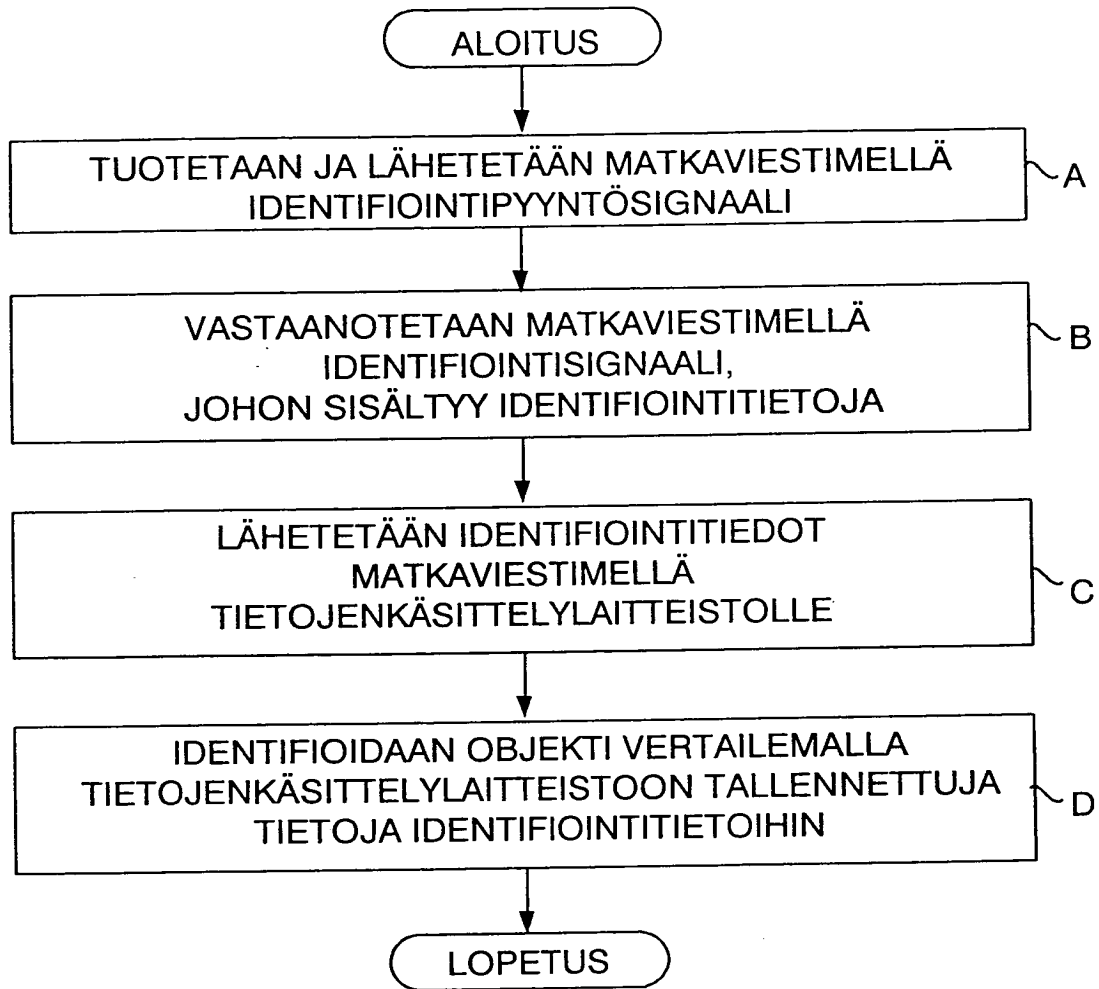 ALOITUS
TUOTETAAN JA LÄHETETÄÄN MATKAVIESTIMELLÄ
IDENTIFIOINTIPYYNTÖSIGNAALI
A
VASTAANOTETAAN MATKAVIESTIMELLÄ
IDENTIFIOINTISIGNAALI,
JOHON SISÄLTYY IDENTIFIOINTITIETOJA
B
LÄHETETÄÄN IDENTIFIOINTITIEDOT
MATKAVIESTIMELLÄ
TIETOJENKÄSITTELYLAITTEISTOLLE
C
IDENTIFIOIDAAN OBJEKTI VERTAILEMALLA
TIETOJENKÄSITTELYLAITTEISTOON TALLENNETTUJA
TIETOJA IDENTIFIOINTITIETOIHIN
D
LOPETUS